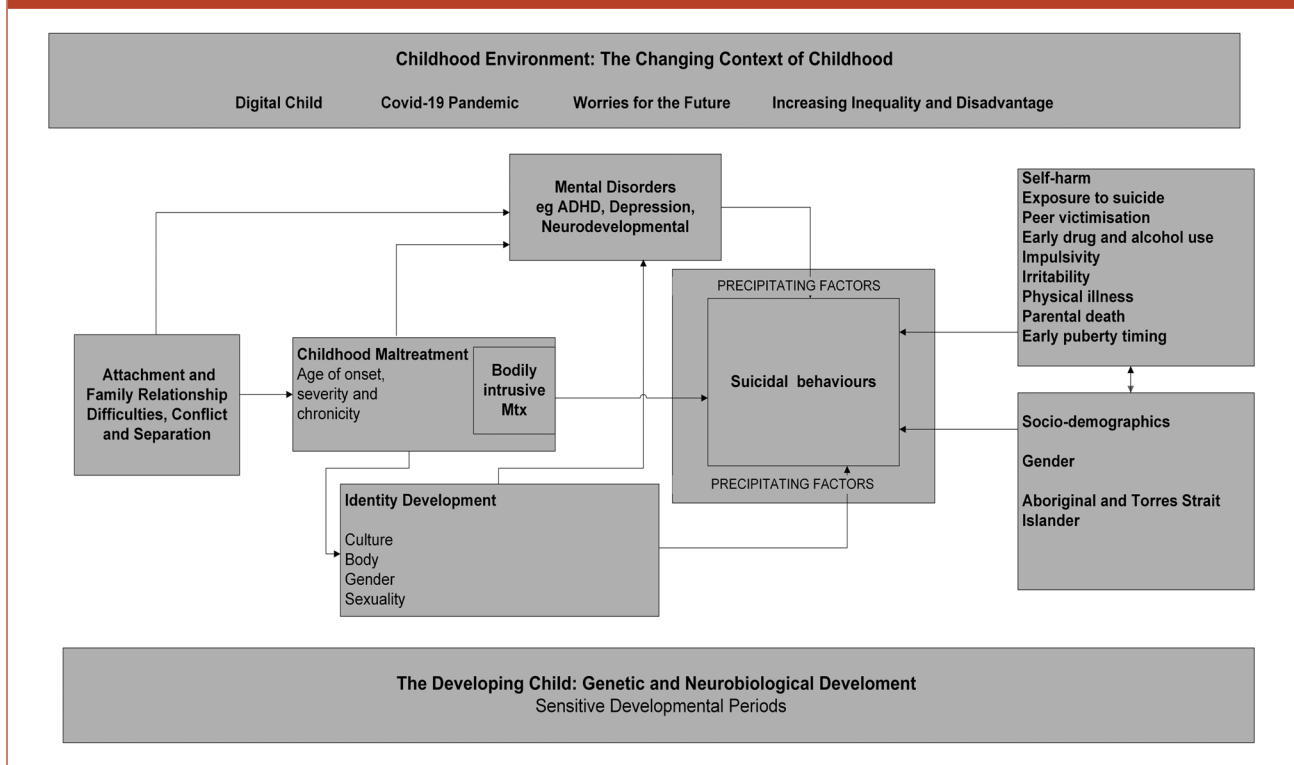 Childhood Environment: The Changing Context of Childhood
Digital Child Covid-19 Pandemic Worries for the Future Increasing Inequality and Disadvantage
Mental Disorders
eg ADHD, Depression,
Neurodevelopmental
Self-harm
Exposure to suicide
Peer victimisation
Early drug and alcohol use
Impulsivity
Irritability
Physical illness
Parental death
Early puberty timing
PRECIPITATING FACTORS
Suicidal behaviours
PRECIPITATING FACTORS
Attachment and
Family Relationship
Difficulties, Conflict
and Separation
Childhood Maltreatment
Age of onset,
severity and
chronicity
Bodily
intrusive
Mtx
Socio-demographics
Gender
Aboriginal and Torres Strait
Islander
Identity Development
Culture
Body
Gender
Sexuality
The Developing Child: Genetic and Neurobiological Develoment
Sensitive Developmental Periods